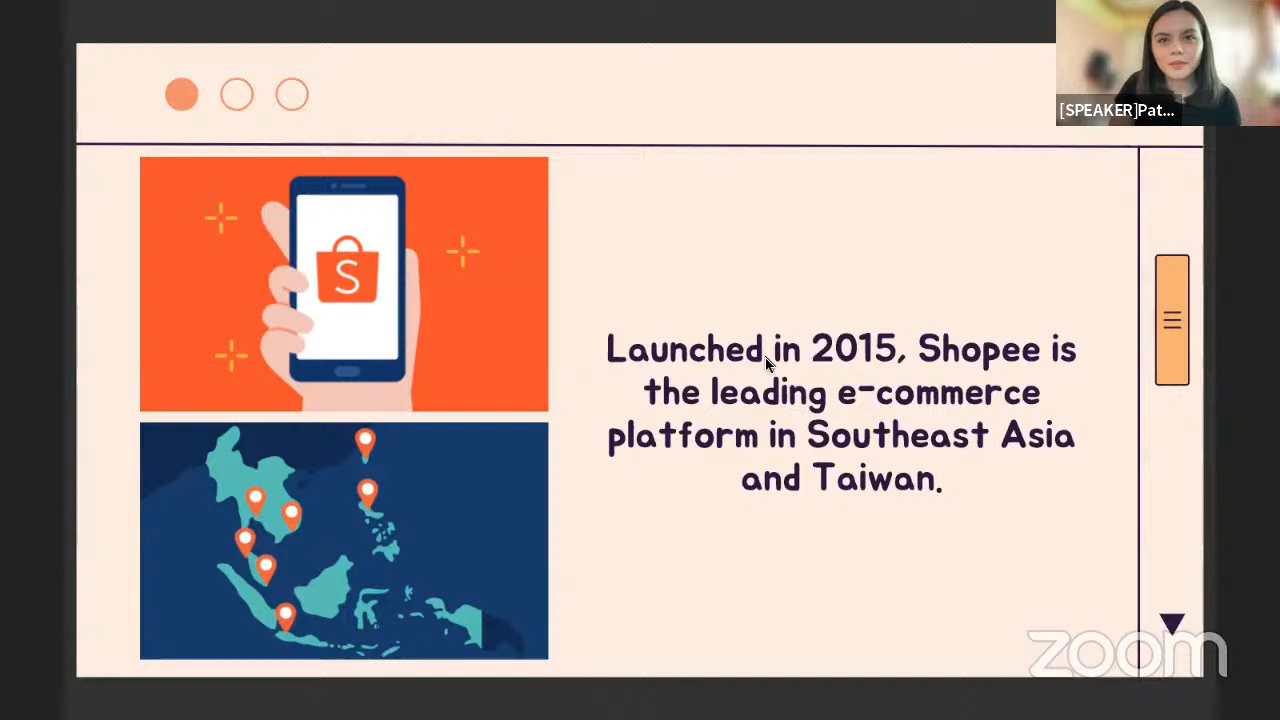 [SPEAKER]Pat...
S
Launched in 2015, Shopee is
the leading e-commerce
platform in Southeast Asia
and Taiwan.
zoom